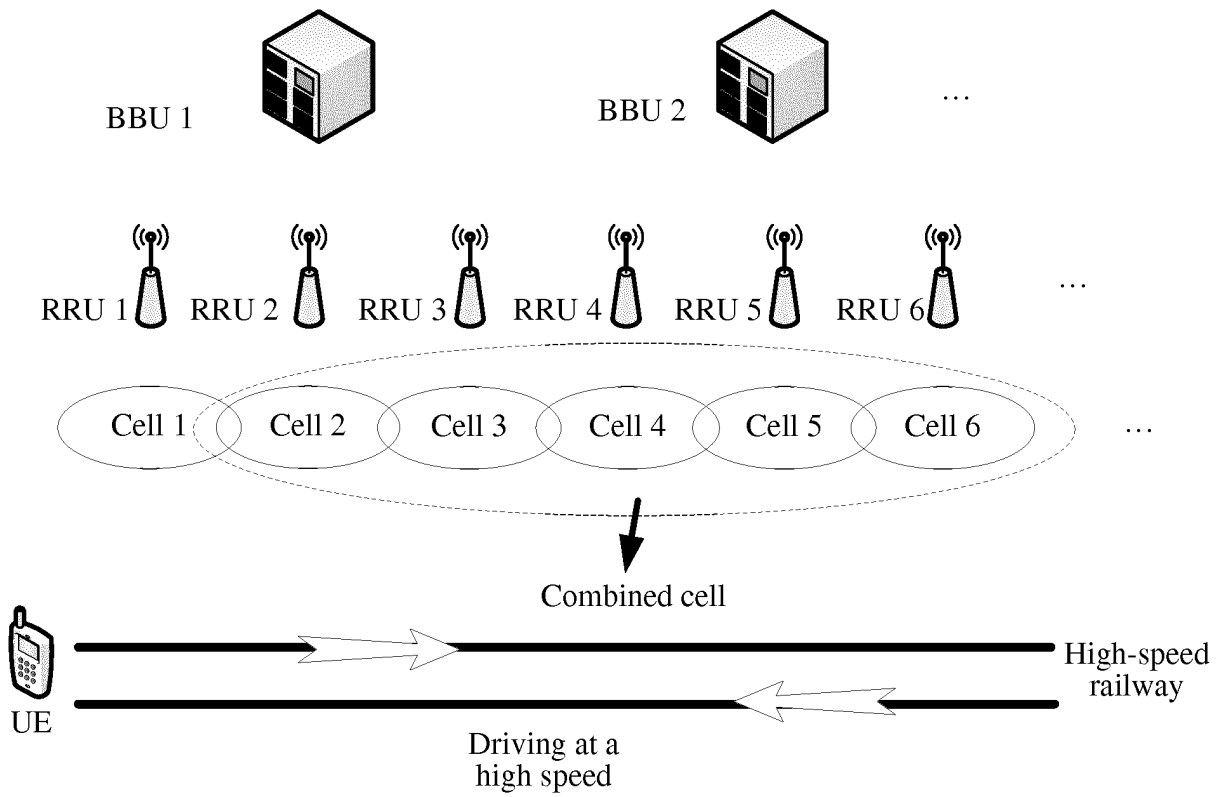 BBU 1
BBU 2
…
RRU 1
RRU 2
RRU 3
RRU 4
RRU 5
RRU 6
…
Cell 1
Cell 2
Cell 3
Cell 4
Cell 5
Cell 6
…
Combined cell
High-speed
railway
UE
Driving at a
high speed